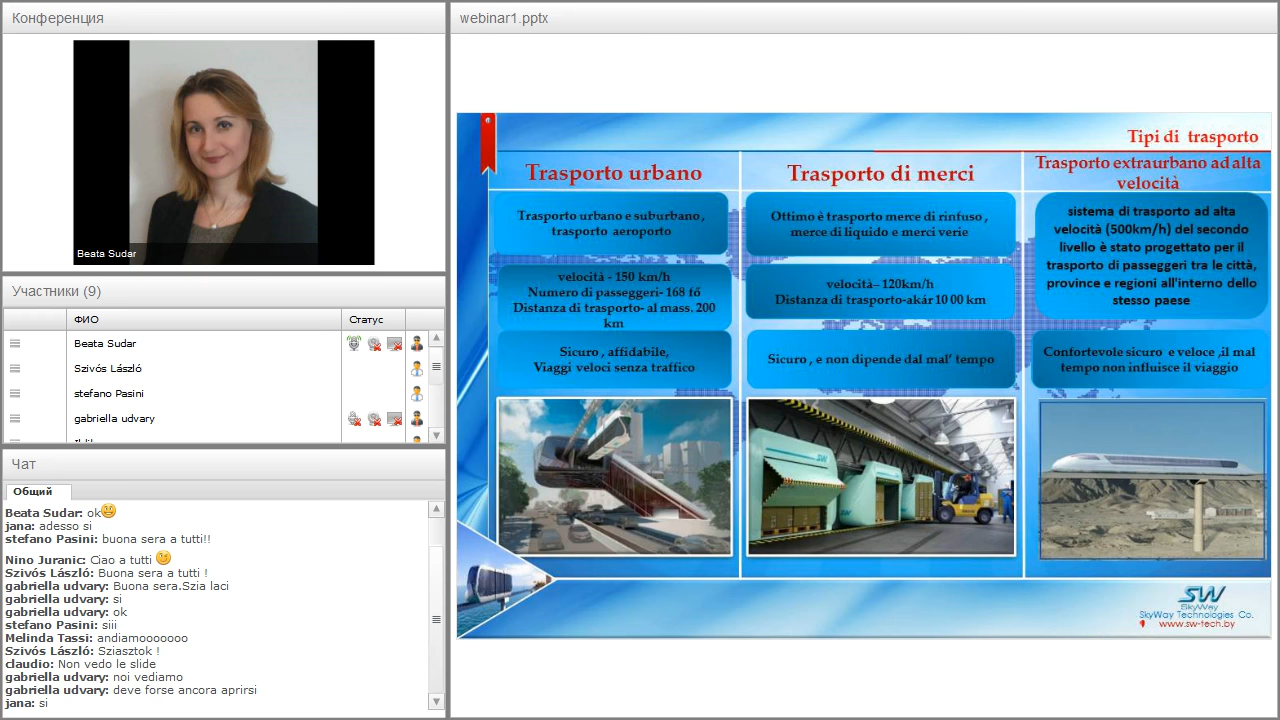 Конференция
Beata Sudar
Участники (9)
ФИО
Статус
Beata Sudar
Szivós László
stefano Pasini
gabriella udvary
Чат
Общий
Beata Sudar: ok
jana: adesso si
stefano Pasini: buona sera a tutti!!
Nino Juranic: Ciao a tutti
Szivós László: Buona sera a tutti !
gabriella udvary: Buona sera.Szia laci
gabriella udvary: si
gabriella udvary: ok
stefano Pasini: siii
Melinda Tassi: andiamooooooo
Szivós László: Sziasztok !
claudio: Non vedo le slide
gabriella udvary: noi vediamo
gabriella udvary: deve forse ancora aprirsi
jana: si
webinar1.pptx
Tipi di trasporto
Trasporto urbano
Trasporto urbano e suburbano,
trasporto aeroporto
velocità - 150 km/h
Numero di passeggeri- 168 fő
Distanza di trasporto- al mass. 200
km
Sicuro , affidabile,
Viaggi veloci senza traffico
Trasporto di merci
Ottimo è trasporto merce di rinfuso ,
merce di liquido e merci verie
velocità– 120km/h
Distanza di trasporto-akár 10 00 km
Sicuro , e non dipende dal mal’ tempo
SW
Trasporto extraurbano ad alta
velocità
sistema di trasporto ad alta
velocità (500km/h) del secondo
livello è stato progettato per il
trasporto di passeggeri tra le città,
province e regioni all'interno dello
stesso paese
Confortevole sicuro e veloce ,il mal
tempo non influisce il viaggio
SW
SkyWay
SkyWay Technologies Co.
www.sw-tech.by